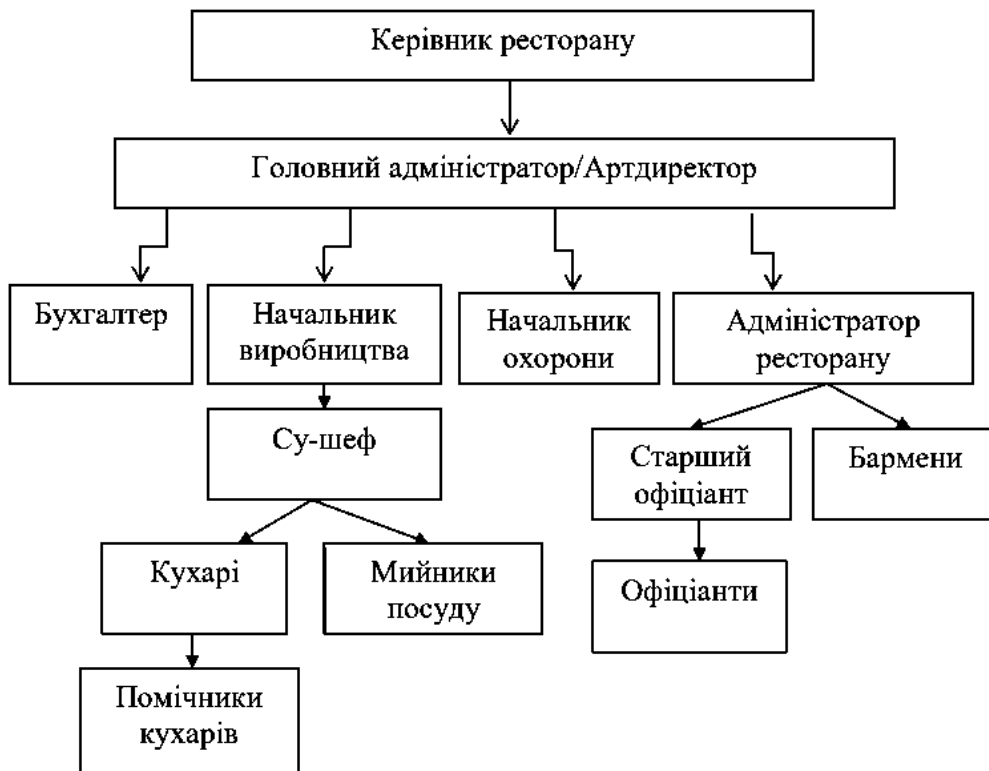 Керівник ресторану
Головний адміністратор/Артдиректор
Бухгалтер
Начальник
виробництва
Начальник
охорони
Адміністратор
ресторану
Су-шеф
Старший
офіціант
Бармени
Кухарі
Мийники
посуду
Офіціанти
Помічники
кухарів